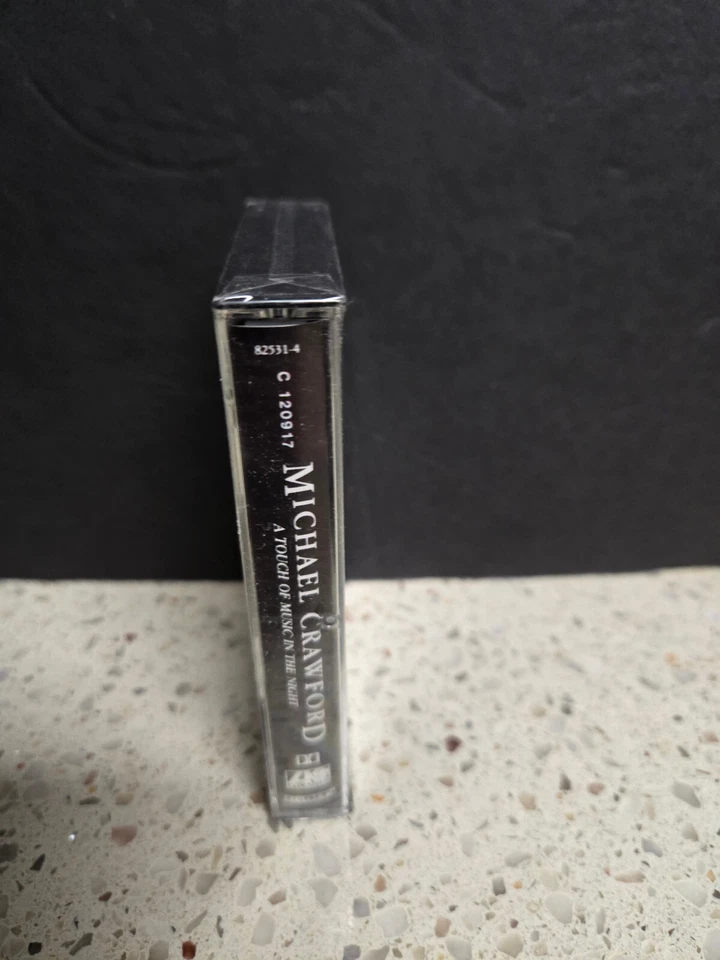 82531-4
C 120917
MICHAEL CRAWFORD
A TOUCH OF MUSIC IN THE NIGHT